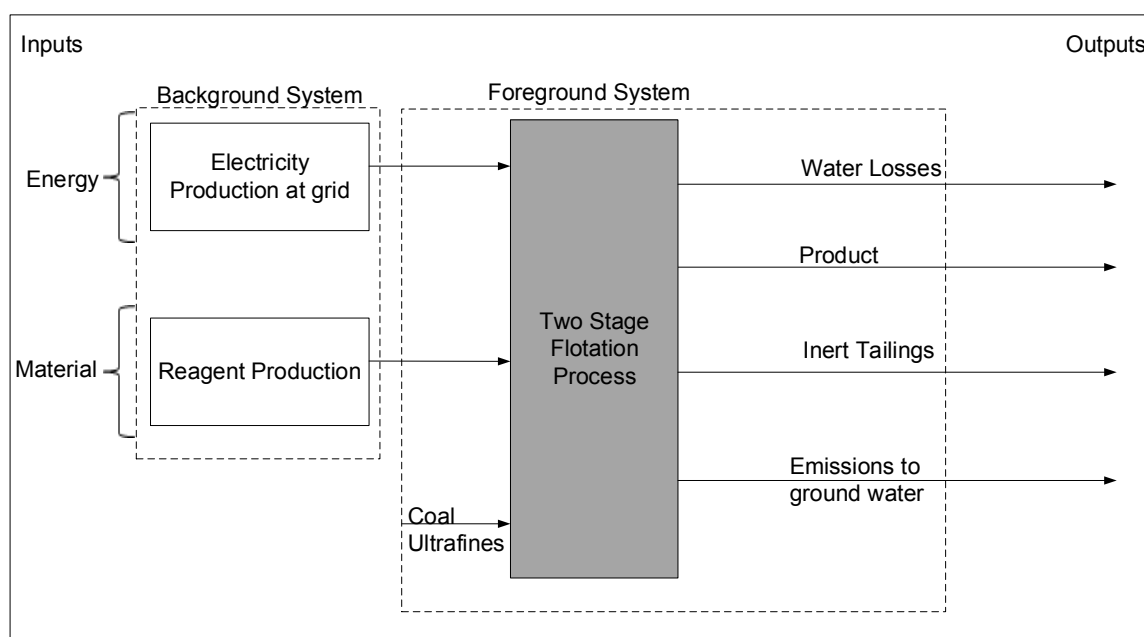 Inputs
Outputs
Background System
Foreground System
Energy
Electricity
Production at grid
Material
Reagent Production
Coal
Ultrafines
Two Stage
Flotation
Process
Water Losses
Product
Inert Tailings
Emissions to
ground water